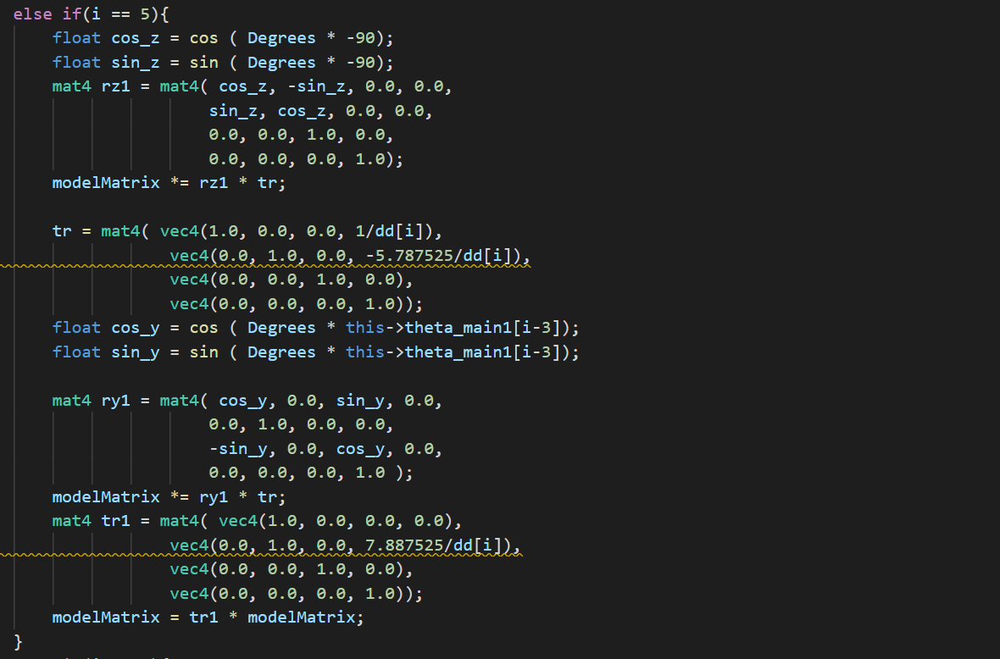 else if(i == 5){
    float cos_z = cos ( Degrees * -90);
    float sin_z = sin ( Degrees * -90);
    mat4 rz1 = mat4( cos_z, -sin_z, 0.0, 0.0,
                    sin_z, cos_z, 0.0, 0.0,
                    0.0, 0.0, 1.0, 0.0,
                    0.0, 0.0, 0.0, 1.0);
    modelMatrix *= rz1 * tr;

    tr = mat4( vec4(1.0, 0.0, 0.0, 1/dd[i]),
                vec4(0.0, 1.0, 0.0, -5.787525/dd[i]),
                vec4(0.0, 0.0, 1.0, 0.0),
                vec4(0.0, 0.0, 0.0, 1.0));
    float cos_y = cos ( Degrees * this->theta_main1[i-3]);
    float sin_y = sin ( Degrees * this->theta_main1[i-3]);

    mat4 ry1 = mat4( cos_y, 0.0, sin_y, 0.0,
                    0.0, 1.0, 0.0, 0.0,
                    -sin_y, 0.0, cos_y, 0.0,
                    0.0, 0.0, 0.0, 1.0 );
    modelMatrix *= ry1 * tr;
    mat4 tr1 = mat4( vec4(1.0, 0.0, 0.0, 0.0),
                vec4(0.0, 1.0, 0.0, 7.887525/dd[i]),
                vec4(0.0, 0.0, 1.0, 0.0),
                vec4(0.0, 0.0, 0.0, 1.0));
    modelMatrix = tr1 * modelMatrix;
}